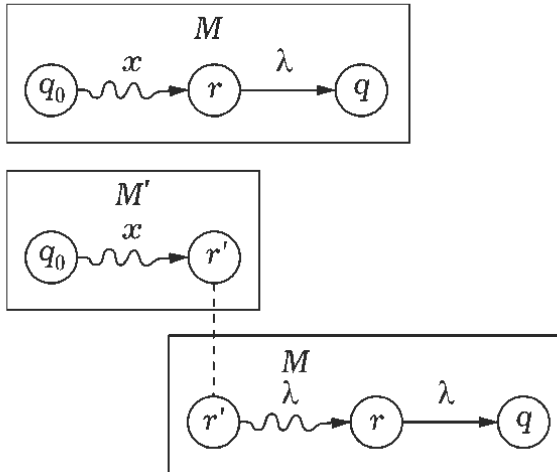 M
x λ
q₀ r q
M'
x
q₀ r'
M
λ λ
r' r q